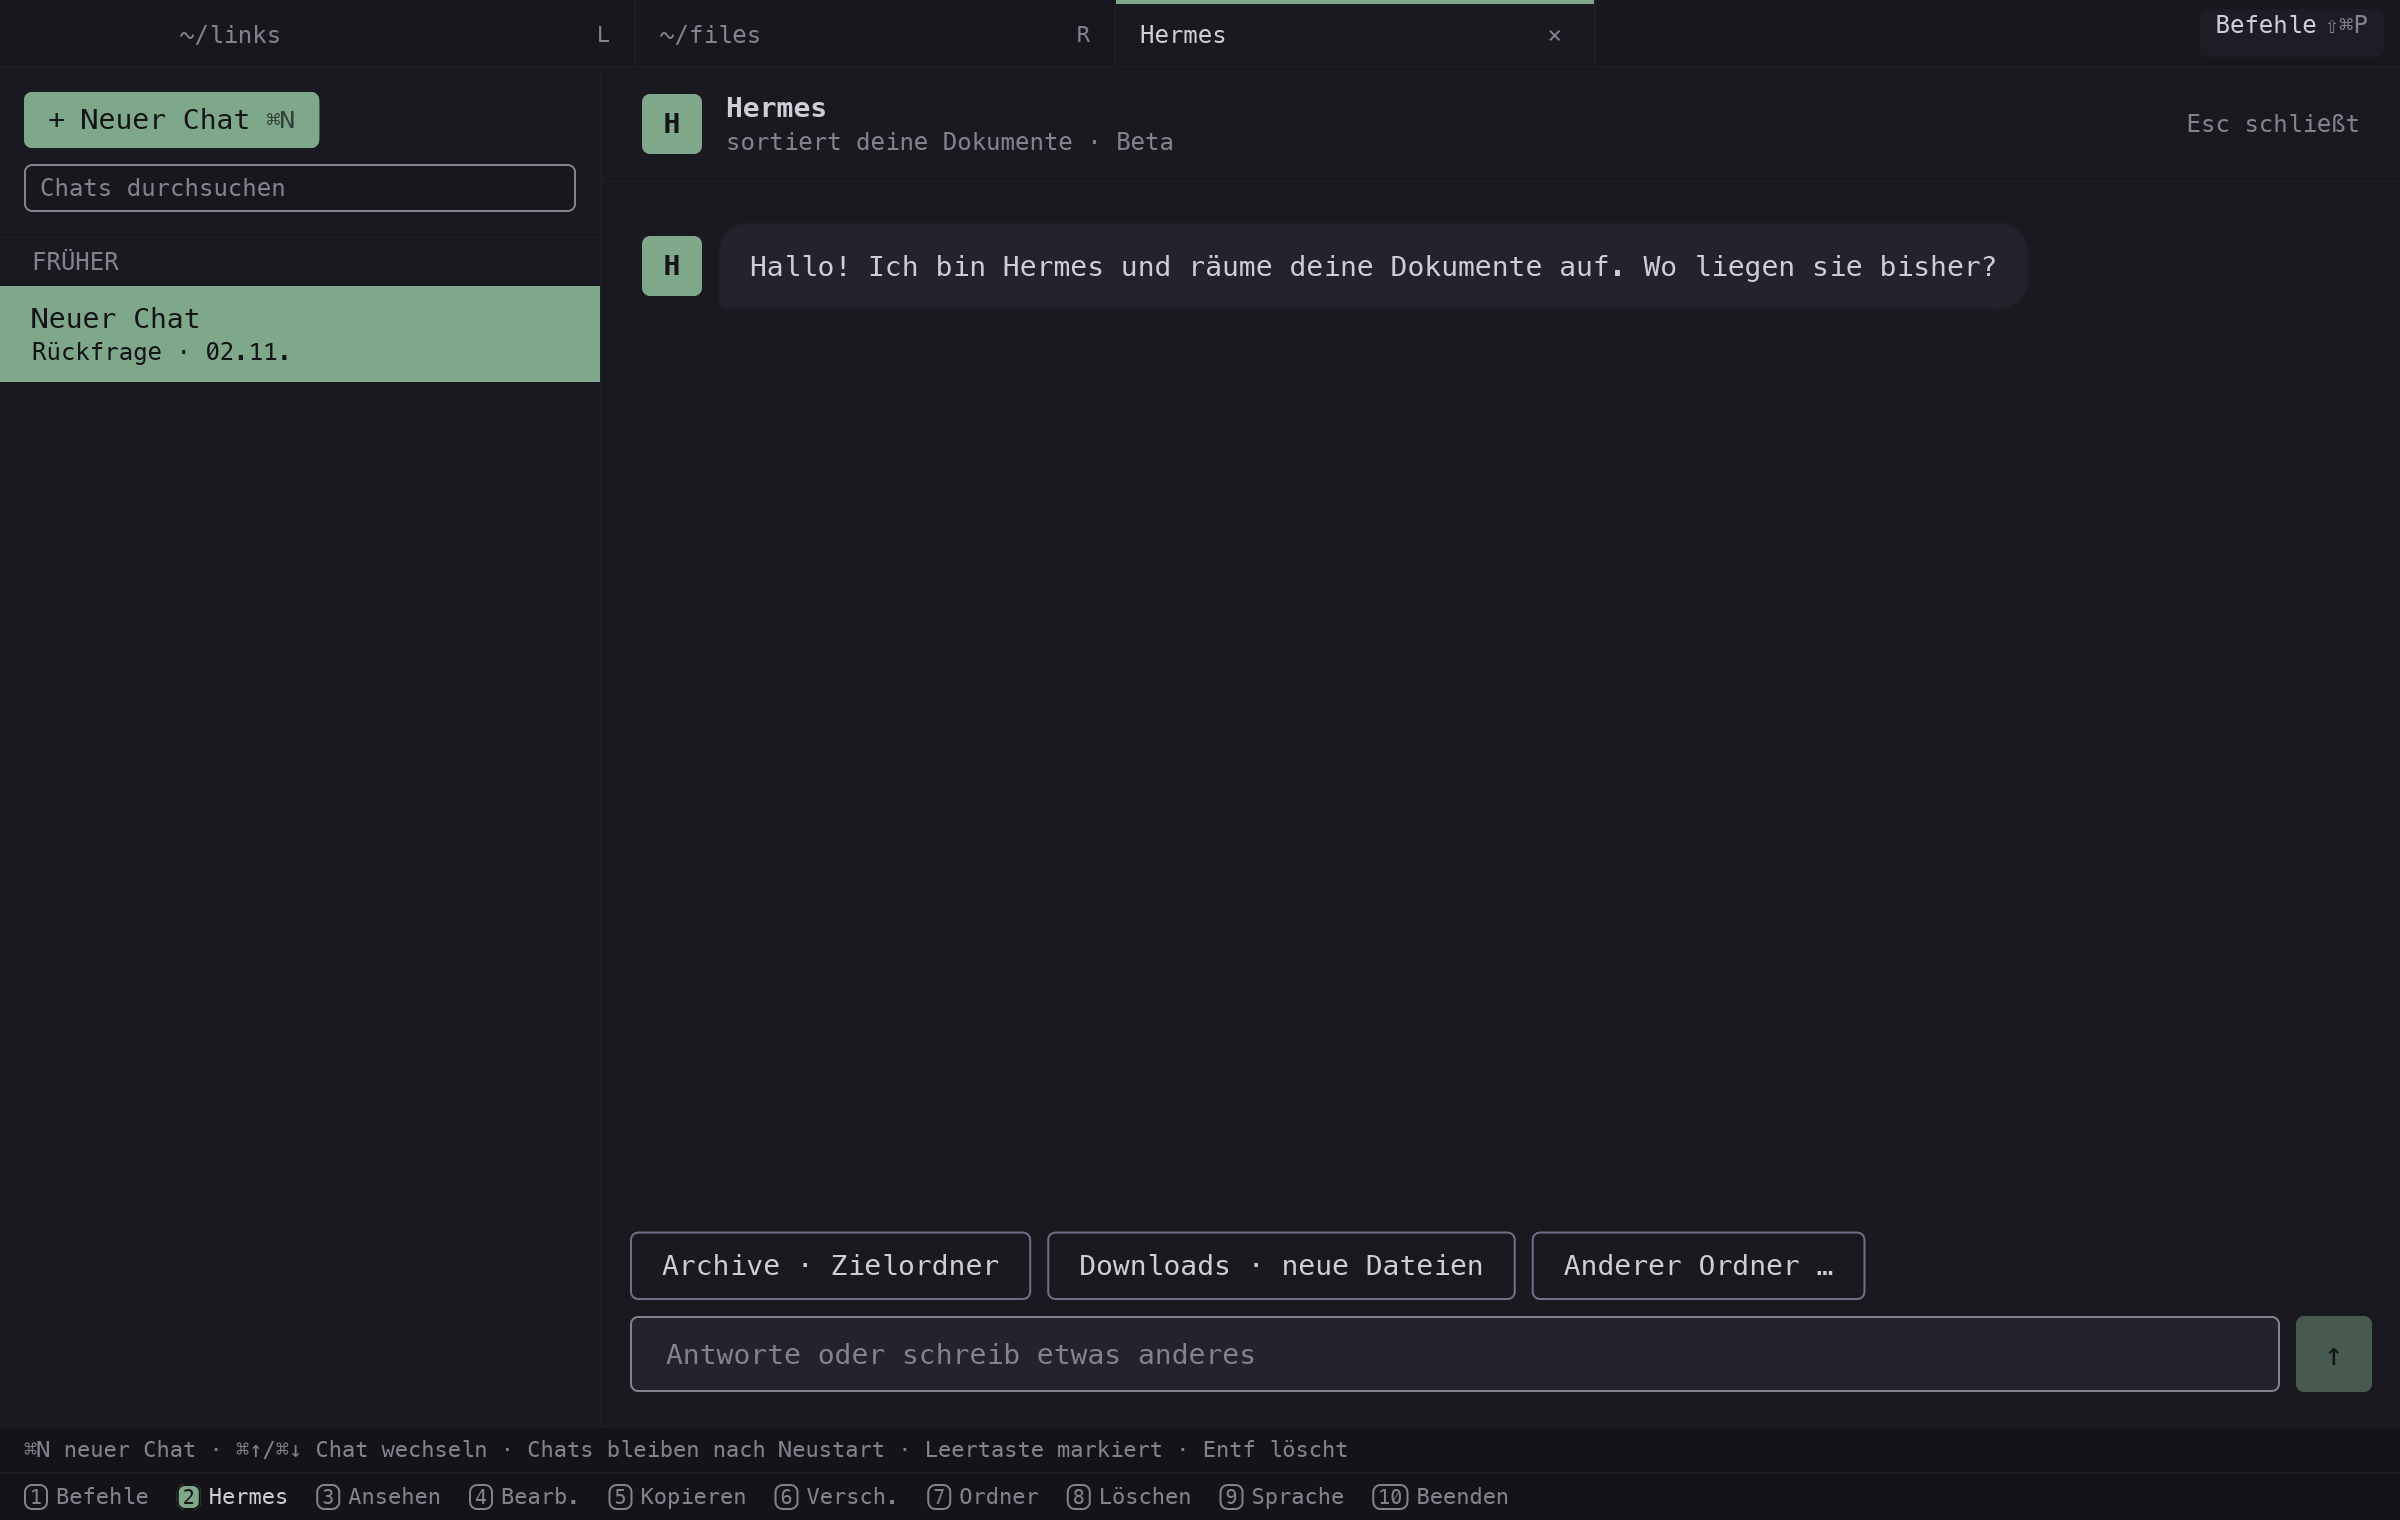 ~/links L ~/files R Hermes × Befehle ⇧⌘P
+ Neuer Chat ⌘N
Chats durchsuchen
FRÜHER
Neuer Chat
Rückfrage · 02.11.
H Hermes
sortiert deine Dokumente · Beta
Esc schließt
H Hallo! Ich bin Hermes und räume deine Dokumente auf. Wo liegen sie bisher?
Archive · Zielordner Downloads · neue Dateien Anderer Ordner …
Antworte oder schreib etwas anderes ↑
⌘N neuer Chat · ⌘↑/⌘↓ Chat wechseln · Chats bleiben nach Neustart · Leertaste markiert · Entf löscht
1 Befehle 2 Hermes 3 Ansehen 4 Bearb. 5 Kopieren 6 Versch. 7 Ordner 8 Löschen 9 Sprache 10 Beenden